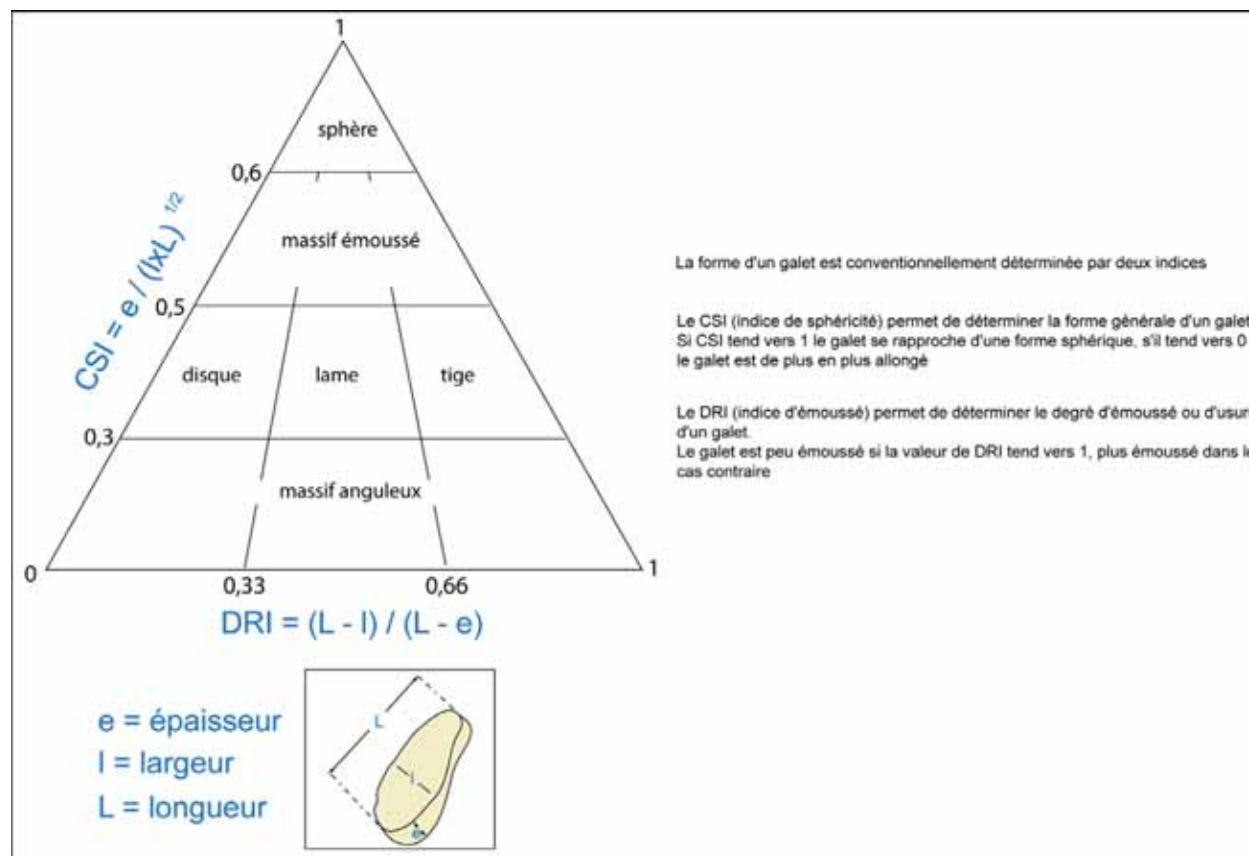 1
sphère
0,6
massif émoussé
CSI = e / (lxL) 1/2
0,5
disque lame tige
0,3
massif anguleux
0
1
0,33 0,66
DRI = (L - l) / (L - e)
e = épaisseur
l = largeur
L = longueur
L
l
e
La forme d'un galet est conventionnellement déterminée par deux indices
Le CSI (indice de sphéricité) permet de déterminer la forme générale d'un galet
Si CSI tend vers 1 le galet se rapproche d'une forme sphérique, s'il tend vers 0
le galet est de plus en plus allongé
Le DRI (indice d'émoussé) permet de déterminer le degré d'émoussé ou d'usur
d'un galet.
Le galet est peu émoussé si la valeur de DRI tend vers 1, plus émoussé dans le
cas contraire